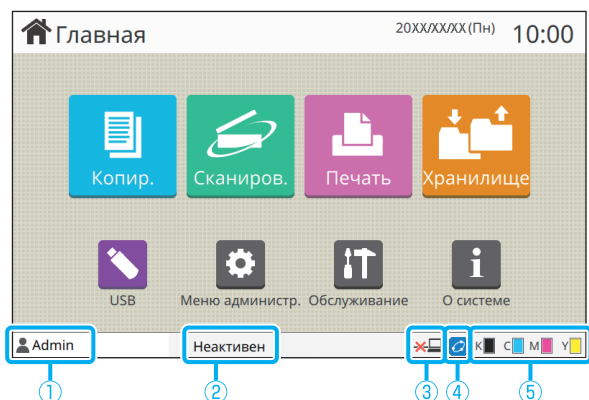 Главная
20XX/XX/XX (Пн)
10:00
Копир.
Сканиров.
Печать
Хранилище
USB
Меню администр.
Обслуживание
О системе
Admin
Неактивен
K C M Y
① ② ③ ④ ⑤